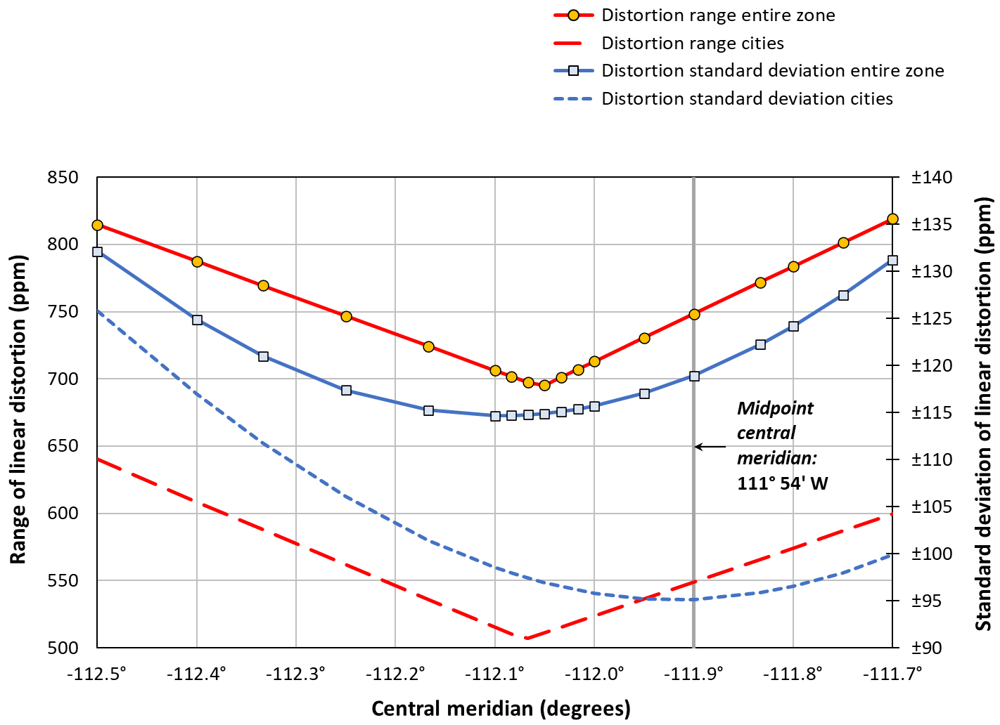 Distortion range entire zone
Distortion range cities
Distortion standard deviation entire zone
Distortion standard deviation cities
850
800
750
700
650
600
550
500
Range of linear distortion (ppm)
±140
±135
±130
±125
±120
±115
±110
±105
±100
±95
±90
Standard deviation of linear distortion (ppm)
Midpoint
central
meridian:
111° 54' W
-112.5° -112.4° -112.3° -112.2° -112.1° -112.0° -111.9° -111.8° -111.7°
Central meridian (degrees)